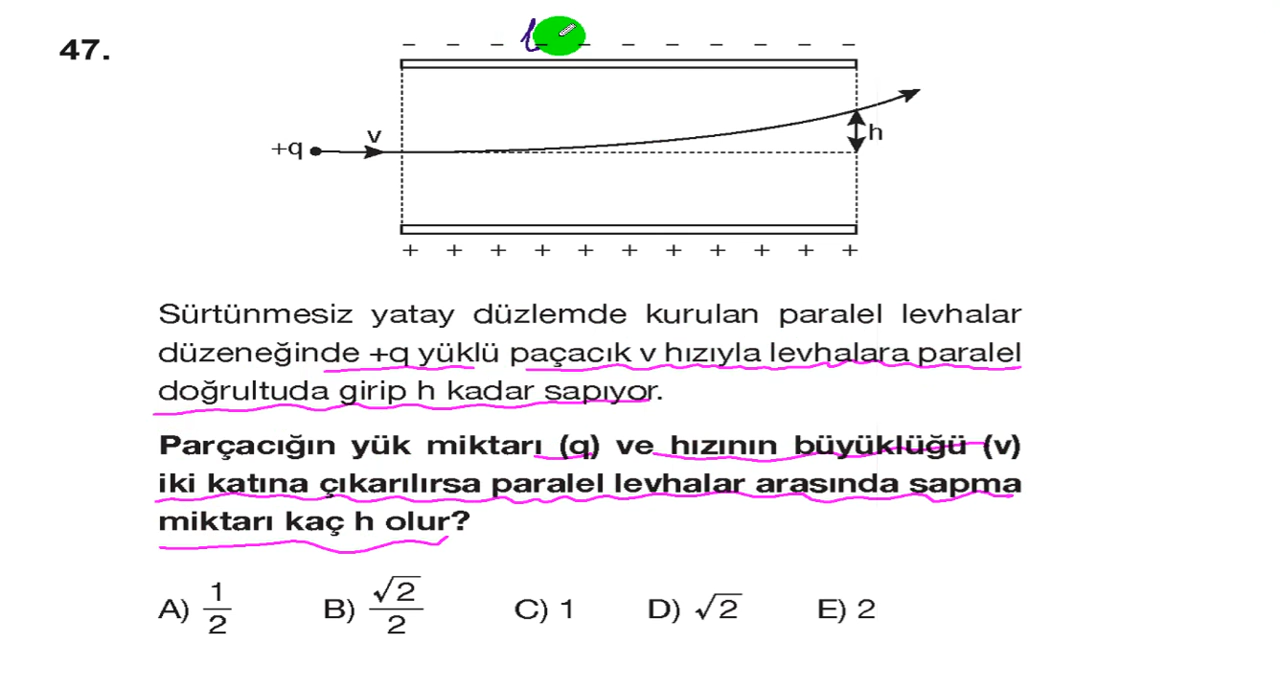 47.
- - - - - - - - - - -
+q
v
h
+ + + + + + + + + + +
Sürtünmesiz yatay düzlemde kurulan paralel levhalar
düzeneğinde +q yüklü paçacık v hızıyla levhalara paralel
doğrultuda girip h kadar sapıyor.
Parçacığın yük miktarı (q) ve hızının büyüklüğü (v)
iki katına çıkarılırsa paralel levhalar arasında sapma
miktarı kaç h olur?
A) 1/2 B) √2/2 C) 1 D) √2 E) 2